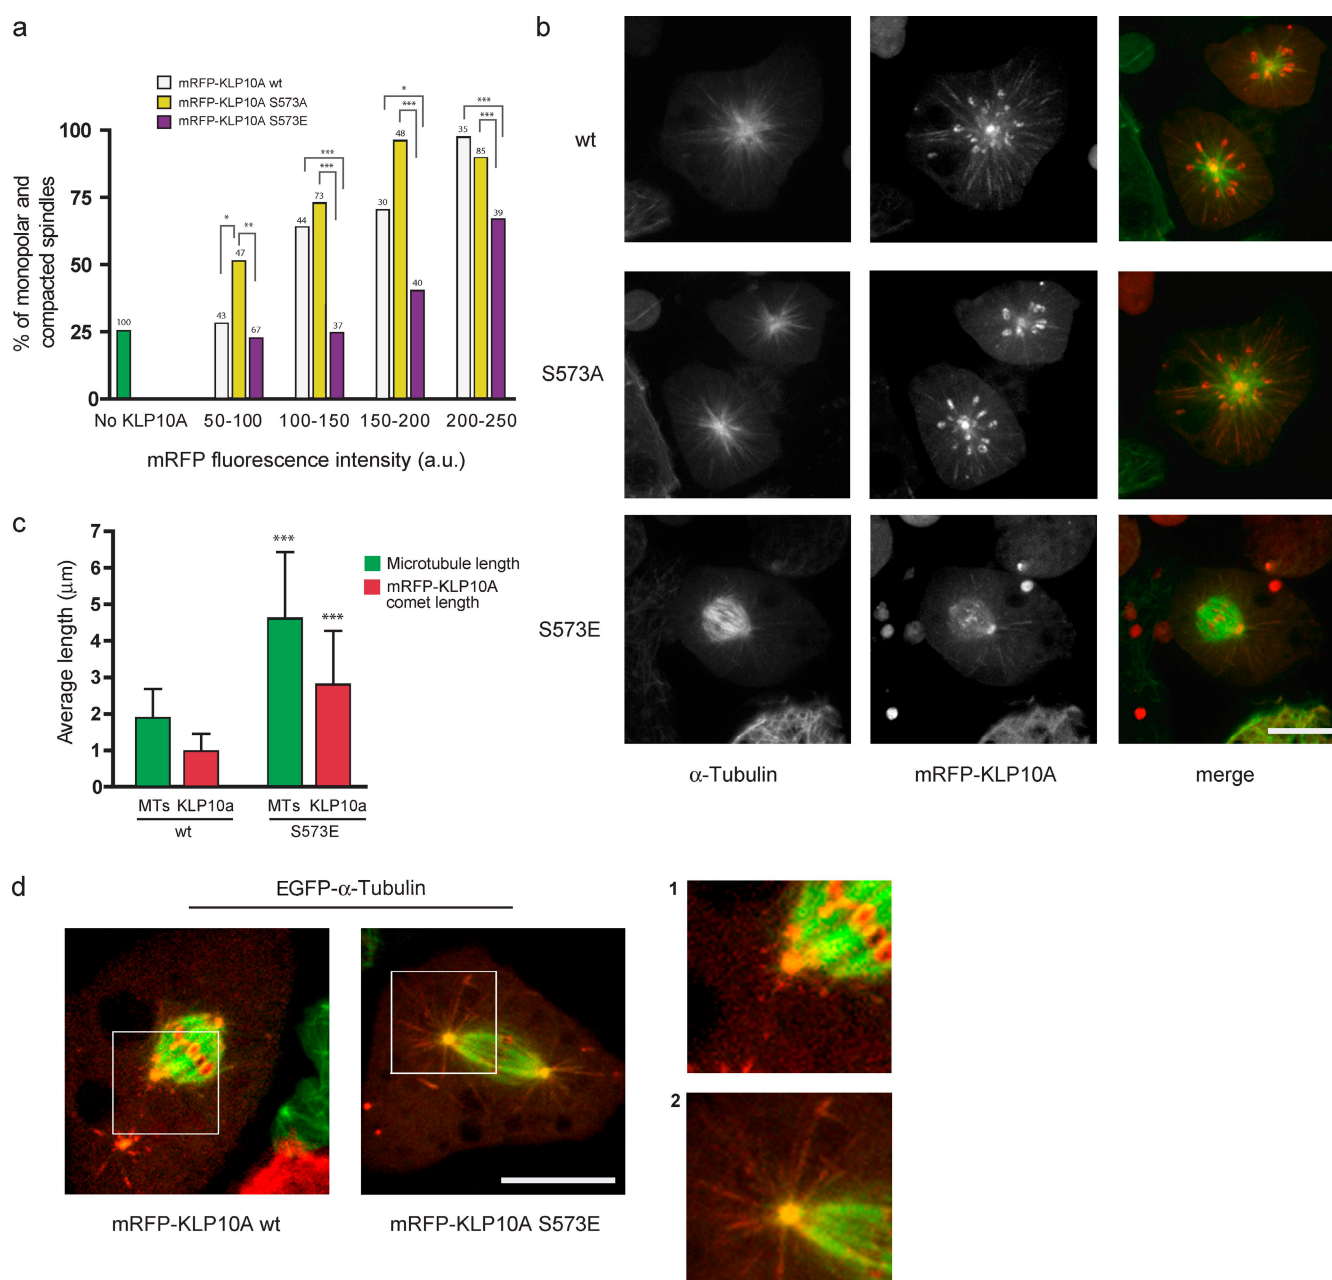 a
mRFP-KLP10A wt
mRFP-KLP10A S573A
mRFP-KLP10A S573E
% of monopolar and
compacted spindles
100
75
50
25
0
100
43
47
67
44
73
37
30
48
40
35
85
39
*
**
***
***
*
***
***
***
No KLP10A
50-100
100-150
150-200
200-250
mRFP fluorescence intensity (a.u.)
b
wt
S573A
S573E
α-Tubulin
mRFP-KLP10A
merge
c
Average length (μm)
7
6
5
4
3
2
1
0
***
***
Microtubule length
mRFP-KLP10A
comet length
MTs
KLP10a
MTs
KLP10a
wt
S573E
d
EGFP-α-Tubulin
mRFP-KLP10A wt
mRFP-KLP10A S573E
1
2